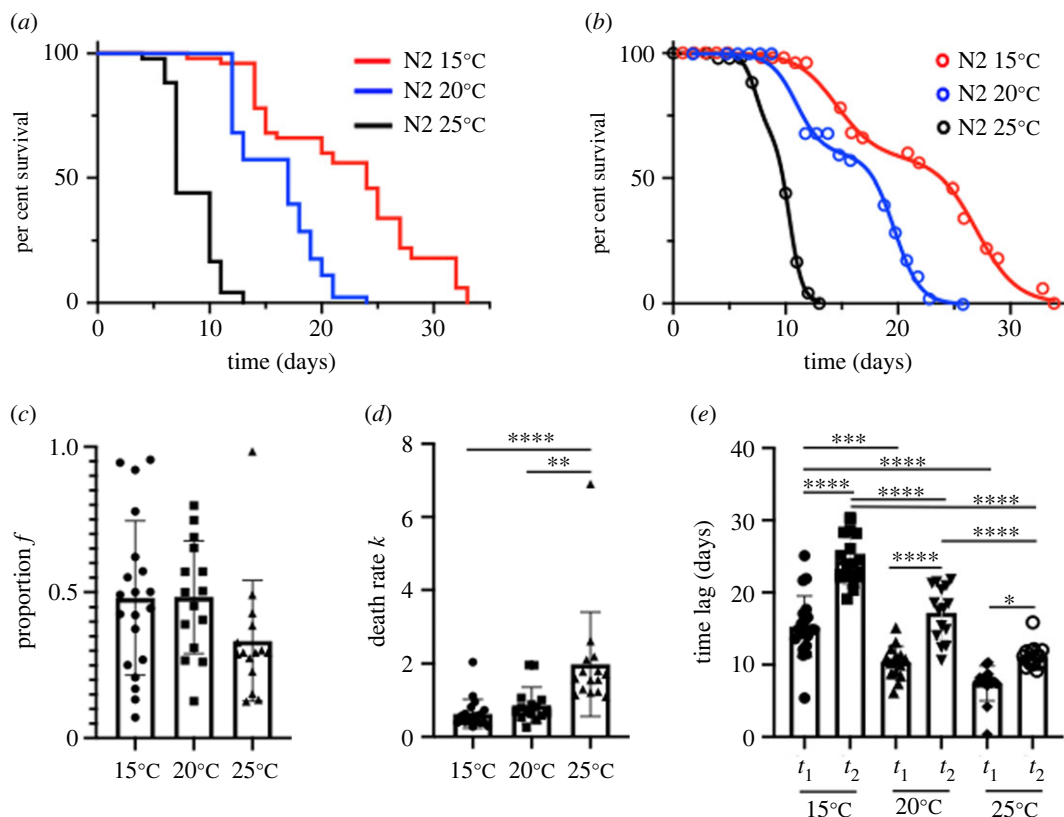 (a)
100
50
0
per cent survival
N2 15°C
N2 20°C
N2 25°C
0 10 20 30
time (days)
(b)
100
50
0
per cent survival
N2 15°C
N2 20°C
N2 25°C
0 10 20 30
time (days)
(c)
1.0
0.5
0
proportion f
15°C 20°C 25°C
(d)
8
6
4
2
0
death rate k
****
**
15°C 20°C 25°C
(e)
40
30
20
10
0
time lag (days)
***
****
**** **** ****
****
****
*
t1 t2 t1 t2 t1 t2
15°C 20°C 25°C